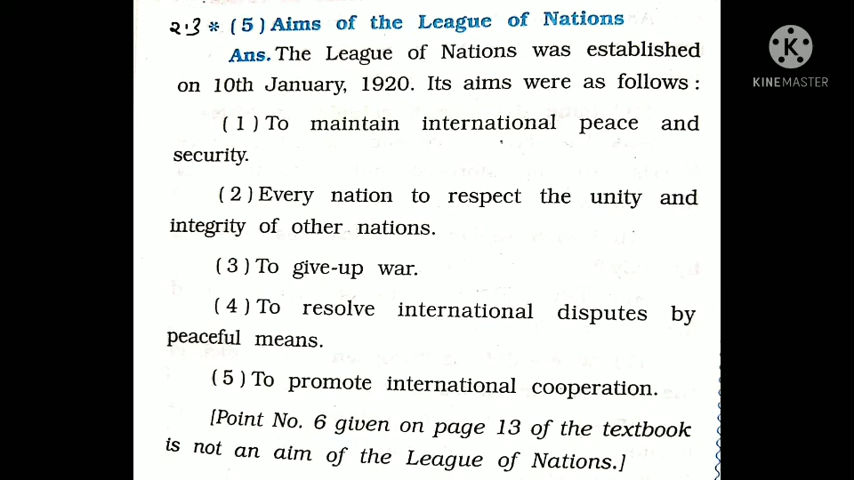 ૨.૩ * (5) Aims of the League of Nations
Ans. The League of Nations was established
on 10th January, 1920. Its aims were as follows :
(1) To maintain international peace and
security.
(2) Every nation to respect the unity and
integrity of other nations.
(3) To give-up war.
(4) To resolve international disputes by
peaceful means.
(5) To promote international cooperation.
[Point No. 6 given on page 13 of the textbook
is not an aim of the League of Nations.]
K
KINEMASTER